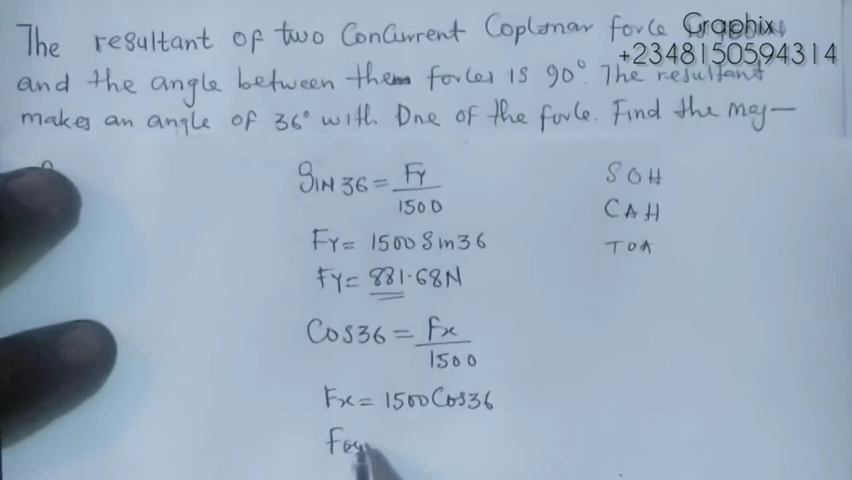 The resultant of two Concurrent Coplanar force Graphix
+2348150594314
and the angle between them forces is 90°. The resultant
makes an angle of 36° with One of the force. Find the mag-
SIN 36 = Fy / 1500
Fy = 1500 Sin36
Fy = 881.68N
Cos36 = Fx / 1500
Fx = 1500Cos36
SOH
CAH
TOA